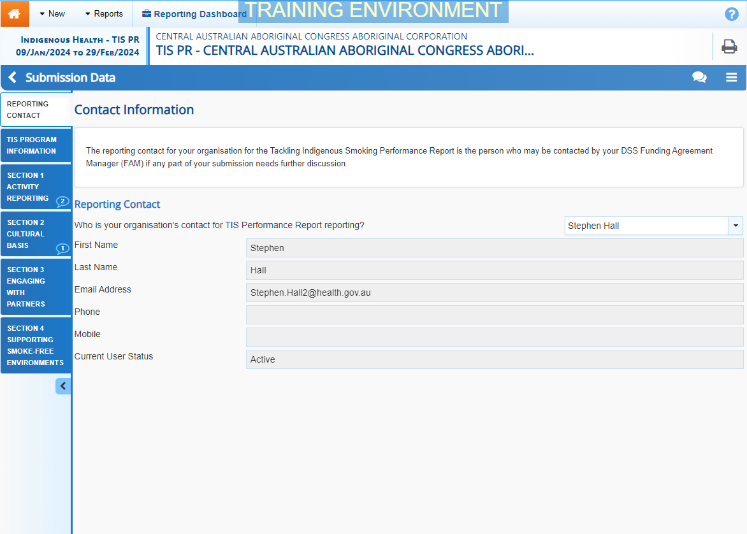 New
Reports
Reporting Dashboard
TRAINING ENVIRONMENT
?
Indigenous Health - TIS PR
09/Jan/2024 to 29/Feb/2024
CENTRAL AUSTRALIAN ABORIGINAL CONGRESS ABORIGINAL CORPORATION
TIS PR - CENTRAL AUSTRALIAN ABORIGINAL CONGRESS ABORI...
Submission Data
REPORTING
CONTACT
TIS PROGRAM
INFORMATION
SECTION 1
ACTIVITY
REPORTING
2
SECTION 2
CULTURAL
BASIS
1
SECTION 3
ENGAGING
WITH
PARTNERS
SECTION 4
SUPPORTING
SMOKE-FREE
ENVIRONMENTS
Contact Information
The reporting contact for your organisation for the Tackling Indigenous Smoking Performance Report is the person who may be contacted by your DSS Funding Agreement
Manager (FAM) if any part of your submission needs further discussion.
Reporting Contact
Who is your organisation's contact for TIS Performance Report reporting?
Stephen Hall
First Name
Stephen
Last Name
Hall
Email Address
Stephen.Hall2@health.gov.au
Phone
Mobile
Current User Status
Active